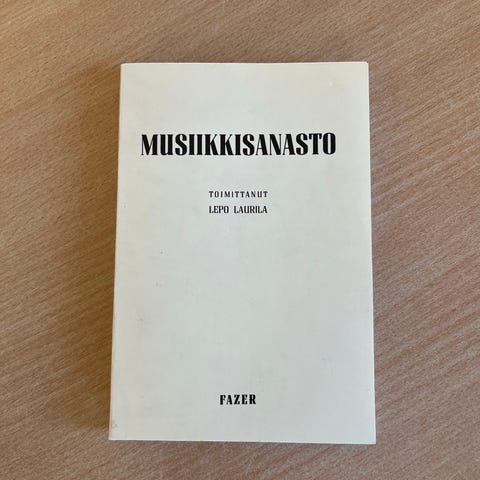 MUSIIKKISANASTO
TOIMITTANUT
LEPO LAURILA
FAZER